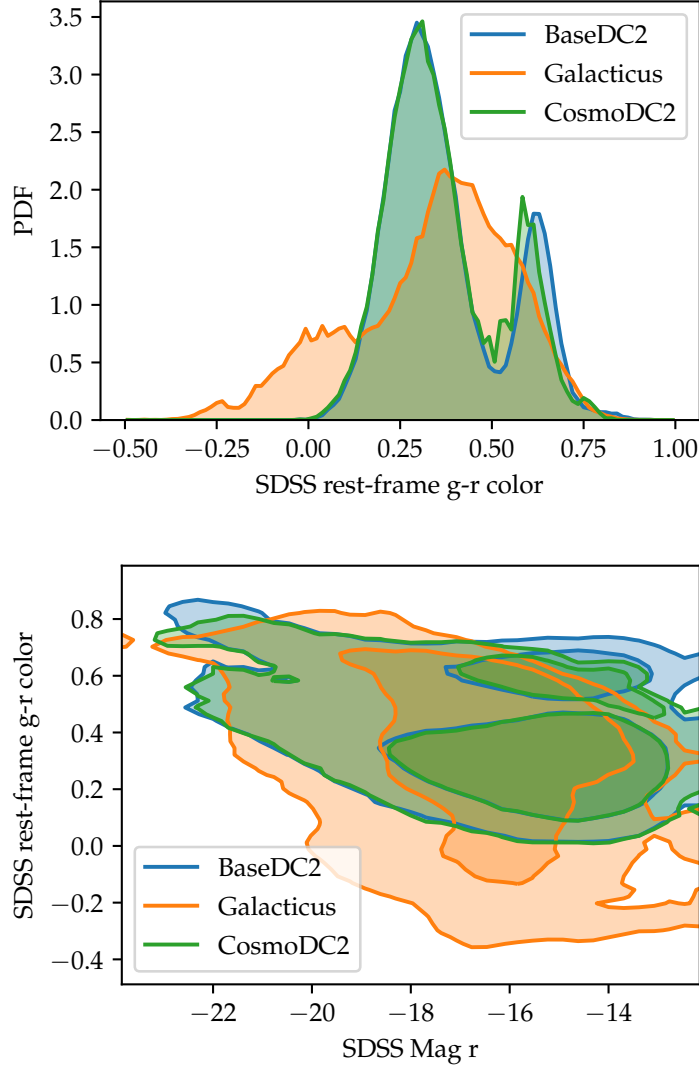 3.5
3.0
2.5
2.0
1.5
1.0
0.5
0.0
PDF
BaseDC2
Galacticus
CosmoDC2
−0.50 −0.25 0.00 0.25 0.50 0.75 1.00
SDSS rest-frame g-r color
0.8
0.6
0.4
0.2
0.0
−0.2
−0.4
SDSS rest-frame g-r color
BaseDC2
Galacticus
CosmoDC2
−22 −20 −18 −16 −14
SDSS Mag r